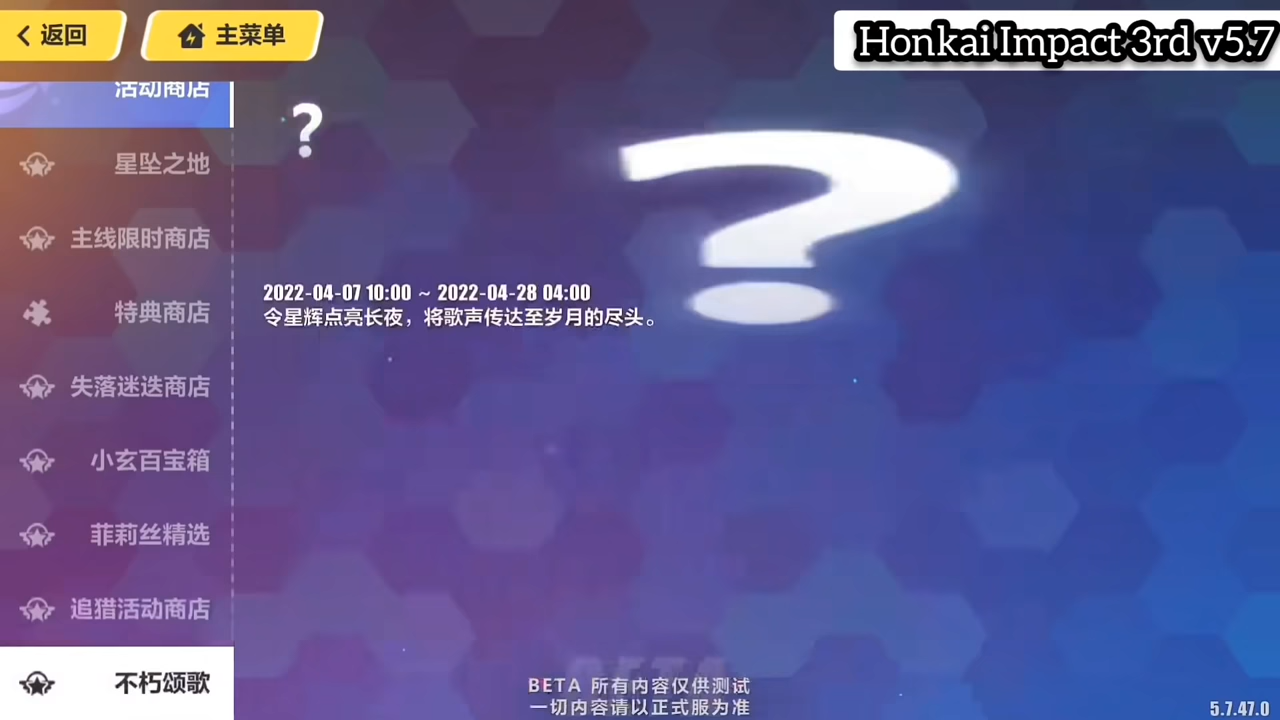 返回
主菜单
Honkai Impact 3rd v5.7
活动商店
星坠之地
主线限时商店
特典商店
失落迷迭商店
小玄百宝箱
菲莉丝精选
追猎活动商店
不朽颂歌
?
?
2022-04-07 10:00 ~ 2022-04-28 04:00
令星辉点亮长夜，将歌声传达至岁月的尽头。
BETA
BETA 所有内容仅供测试
一切内容请以正式服为准
5.7.47.0